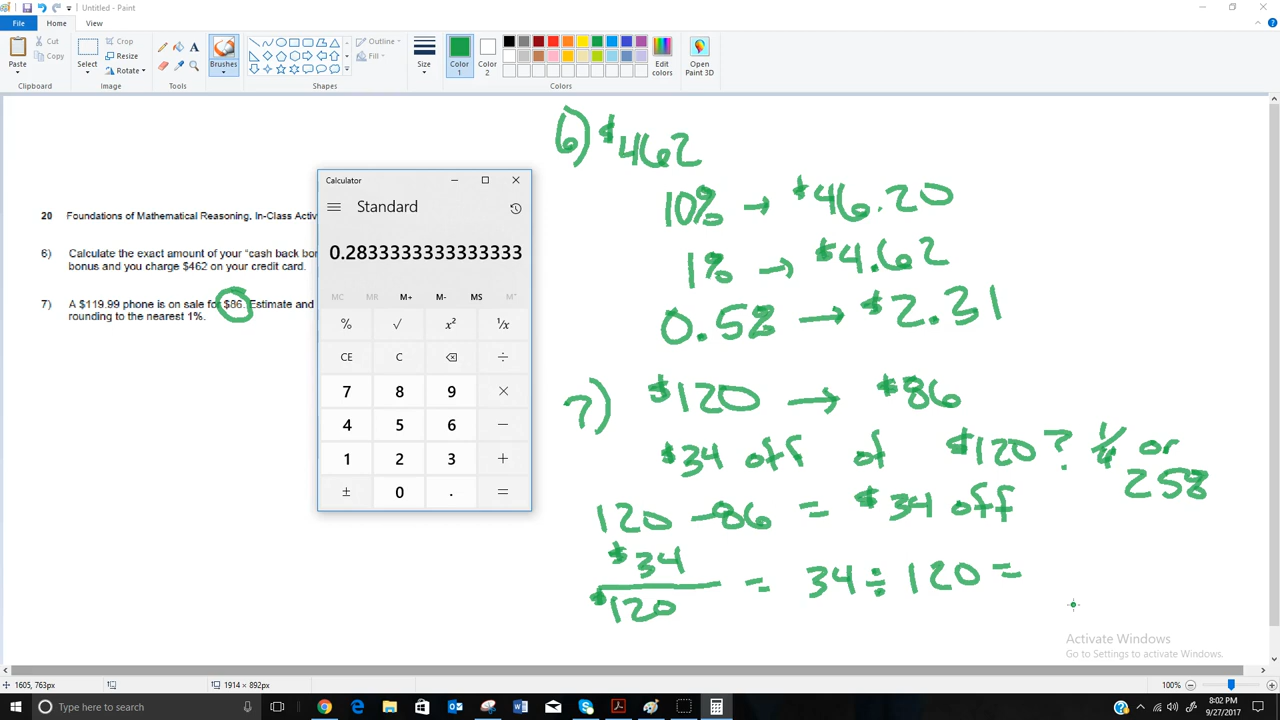 Untitled - Paint
File Home View
Paste
Cut
Copy
Clipboard
Select
Crop
Resize
Rotate
Image
Tools
Brushes
Shapes
Outline
Fill
Size
Color 1
Color 2
Colors
Edit colors
Open Paint 3D
20 Foundations of Mathematical Reasoning, In-Class Acti
6) Calculate the exact amount of your "cash back bo
bonus and you charge $462 on your credit card.
7) A $119.99 phone is on sale for $86. Estimate and
rounding to the nearest 1%.
Calculator
Standard
0.2833333333333333
MC MR M+ M- MS M˅
% √ x² ¹/x
CE C ÷
7 8 9 ×
4 5 6 −
1 2 3 +
± 0 . =
6) $462
10% → $46.20
1% → $4.62
0.5% → $2.31
7) $120 → $86
$34 off of $120? 1/4 or
25%
120 - 86 = $34 off
$34
$120
= 34 ÷ 120 =
Activate Windows
Go to Settings to activate Windows.
1605, 763px
1914 × 892px
100%
Type here to search
8:02 PM
9/27/2017